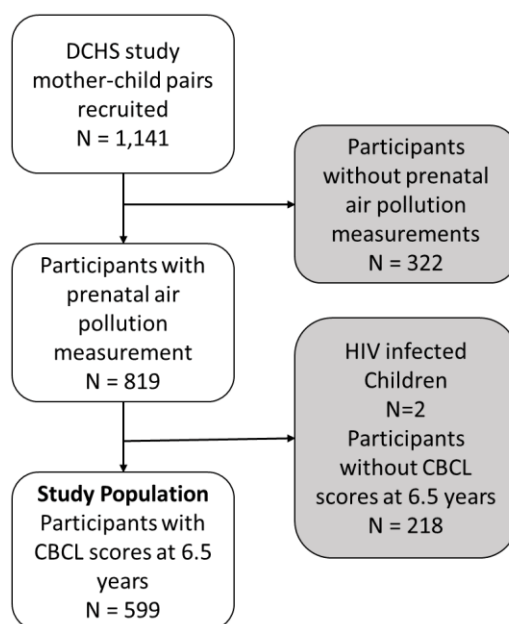 DCHS study
mother-child pairs
recruited
N = 1,141
Participants
without prenatal
air pollution
measurements
N = 322
Participants with
prenatal air
pollution
measurement
N = 819
HIV infected
Children
N=2
Participants
without CBCL
scores at 6.5 years
N = 218
Study Population
Participants with
CBCL scores at 6.5
years
N = 599